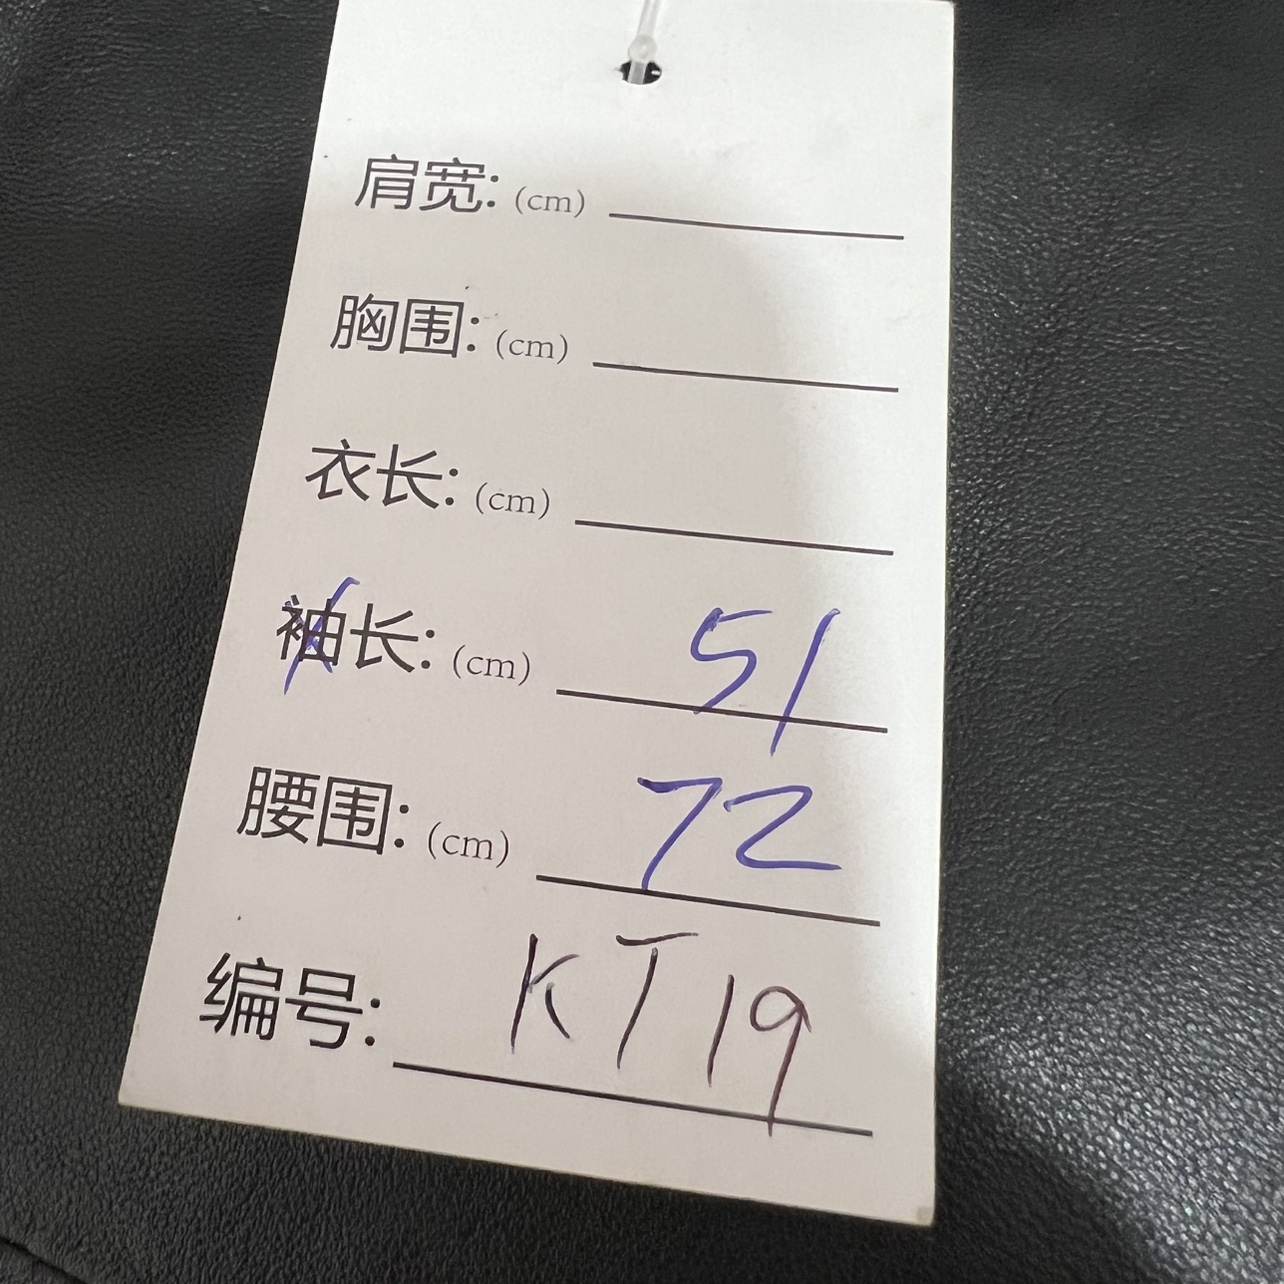 肩宽: (cm)
胸围: (cm)
衣长: (cm)
袖长: (cm) 51
腰围: (cm) 72
编号: KT19